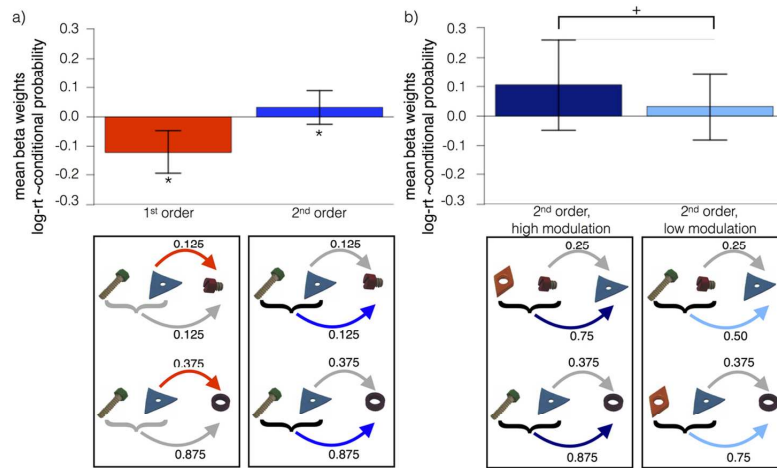 a)
mean beta weights
log-rt ~conditional probability
0.3
0.2
0.1
0.0
-0.1
-0.2
-0.3
*
*
1st order
2nd order
0.125
0.125
0.375
0.875
0.125
0.125
0.375
0.875
b)
mean beta weights
log-rt ~conditional probability
0.3
0.2
0.1
0.0
-0.1
-0.2
-0.3
+
2nd order,
high modulation
2nd order,
low modulation
0.25
0.75
0.375
0.875
0.25
0.50
0.375
0.75